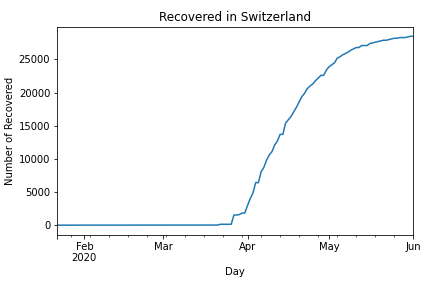 Recovered in Switzerland
Number of Recovered
25000
20000
15000
10000
5000
0
Feb
2020
Mar
Apr
May
Jun
Day